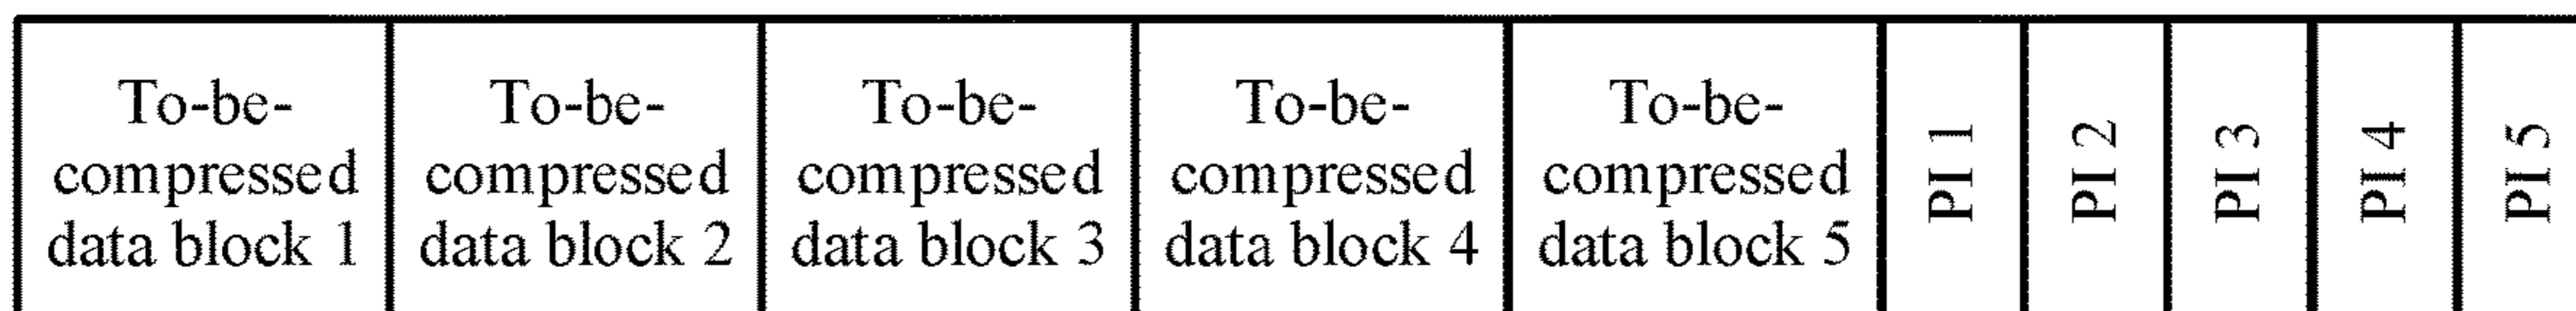 To-be-
compressed
data block 1
To-be-
compressed
data block 2
To-be-
compressed
data block 3
To-be-
compressed
data block 4
To-be-
compressed
data block 5
PI 1
PI 2
PI 3
PI 4
PI 5